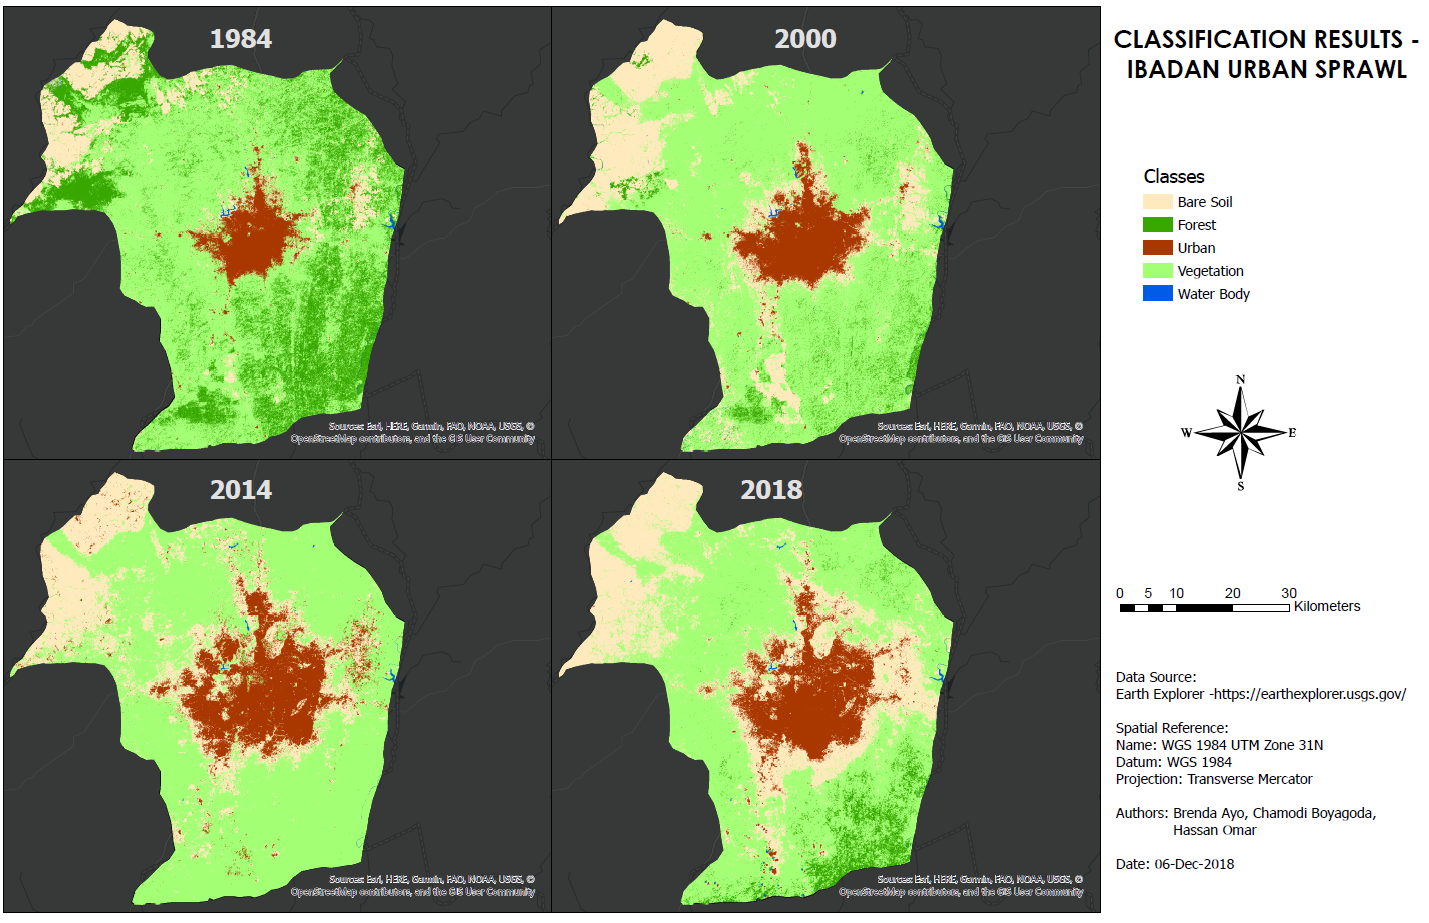 1984
2000
Sources: Esri, HERE, Garmin, FAO, NOAA, USGS, ©
OpenStreetMap contributors, and the GIS User Community
Sources: Esri, HERE, Garmin, FAO, NOAA, USGS, ©
OpenStreetMap contributors, and the GIS User Community
2014
2018
Sources: Esri, HERE, Garmin, FAO, NOAA, USGS, ©
OpenStreetMap contributors, and the GIS User Community
Sources: Esri, HERE, Garmin, FAO, NOAA, USGS, ©
OpenStreetMap contributors, and the GIS User Community
CLASSIFICATION RESULTS -
IBADAN URBAN SPRAWL
Classes
Bare Soil
Forest
Urban
Vegetation
Water Body
N
W E
S
0 5 10 20 30
Kilometers
Data Source:
Earth Explorer -https://earthexplorer.usgs.gov/
Spatial Reference:
Name: WGS 1984 UTM Zone 31N
Datum: WGS 1984
Projection: Transverse Mercator
Authors: Brenda Ayo, Chamodi Boyagoda,
Hassan Omar
Date: 06-Dec-2018